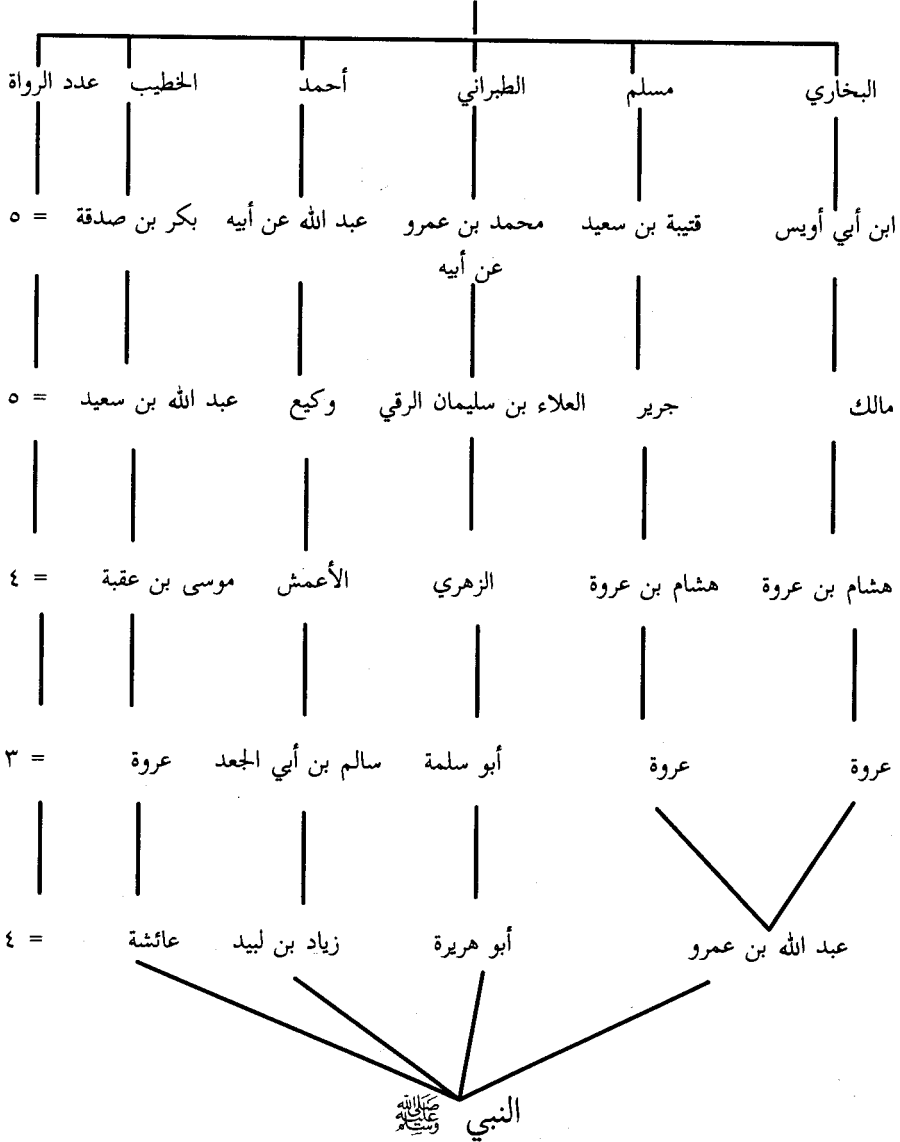 البخاري مسلم الطبراني أحمد الخطيب عدد الرواة
ابن أبي أويس قتيبة بن سعيد محمد بن عمرو عبد الله عن أبيه بكر بن صدقة = ٥
عن أبيه
مالك جرير العلاء بن سليمان الرقي وكيع عبد الله بن سعيد = ٥
هشام بن عروة هشام بن عروة الزهري الأعمش موسى بن عقبة = ٤
عروة عروة أبو سلمة سالم بن أبي الجعد عروة = ٣
عبد الله بن عمرو أبو هريرة زياد بن لبيد عائشة = ٤
النبي ﷺ